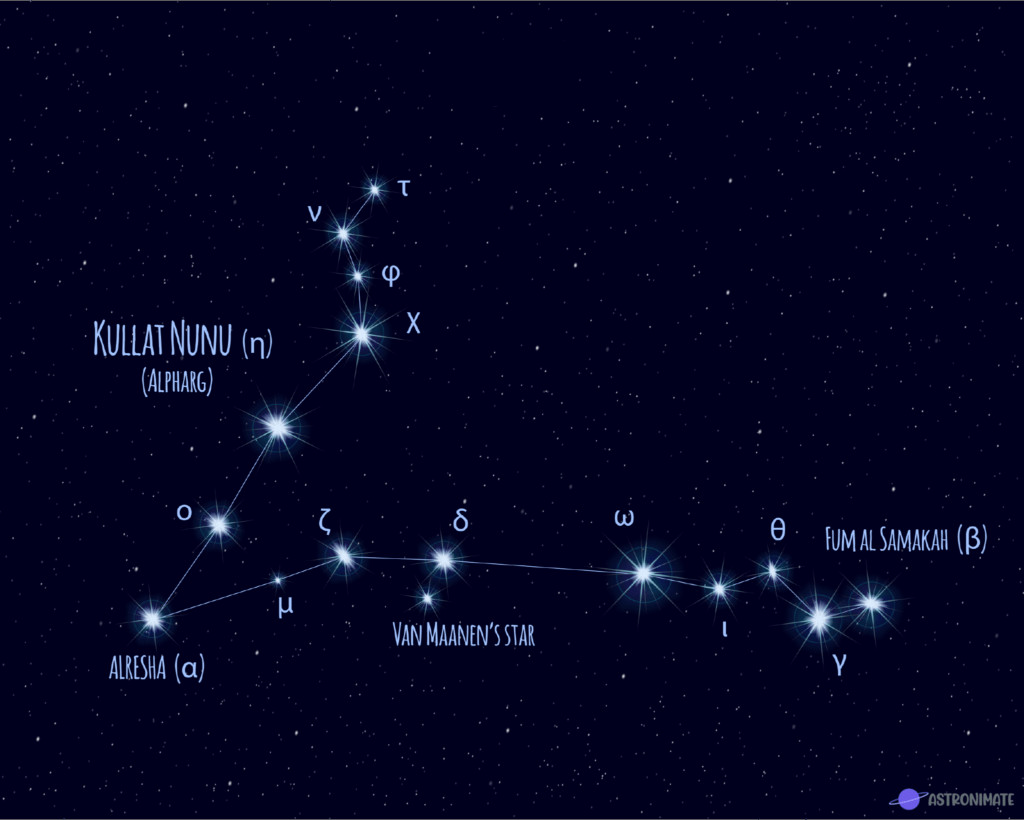 τ
ν
φ
χ
KULLAT NUNU (η)
(ALPHARG)
ο
ζ
δ
ω
θ
FUM AL SAMAKAH (β)
μ
VAN MAANEN'S STAR
ι
γ
ALRESHA (α)
ASTRONIMATE